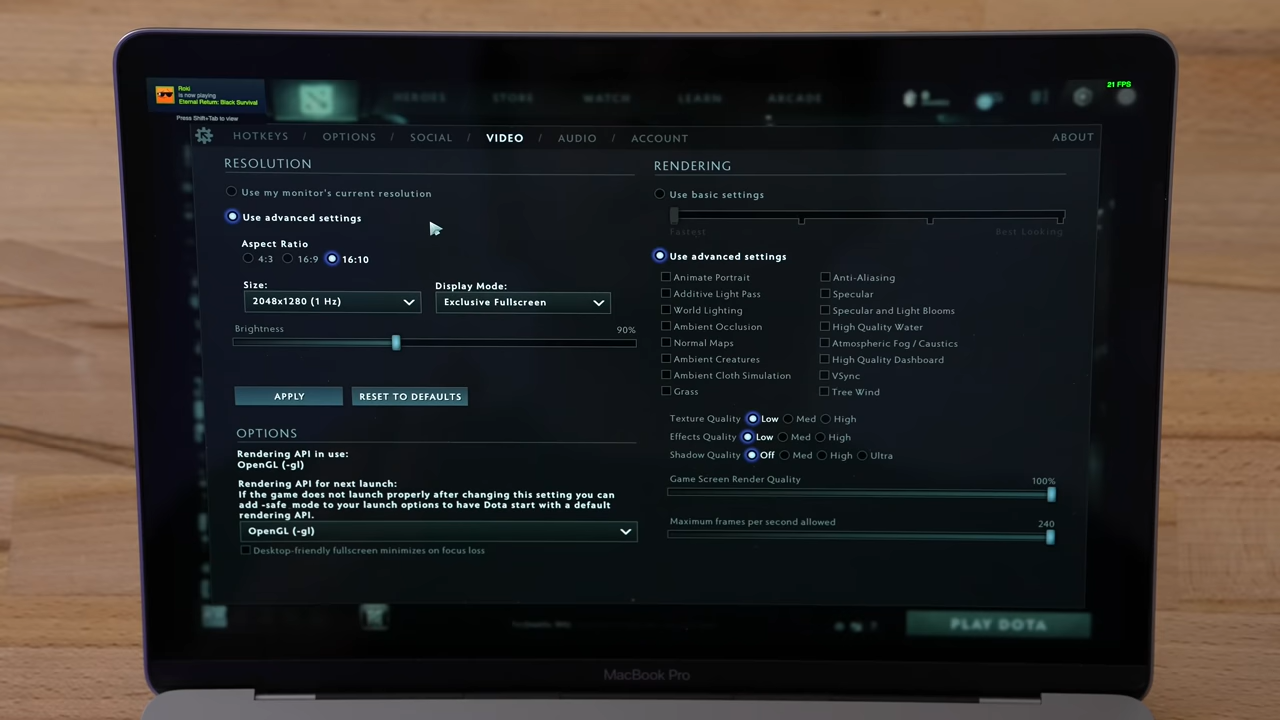 Roki
is now playing
Eternal Return: Black Survival
Press Shift+Tab to view
HEROES STORE WATCH LEARN ARCADE
21 FPS
HOTKEYS / OPTIONS / SOCIAL / VIDEO / AUDIO / ACCOUNT
ABOUT
RESOLUTION
Use my monitor's current resolution
Use advanced settings
Aspect Ratio
4:3 16:9 16:10
Size:
2048x1280 (1 Hz)
Display Mode:
Exclusive Fullscreen
Brightness 90%
APPLY
RESET TO DEFAULTS
OPTIONS
Rendering API in use:
OpenGL (-gl)
Rendering API for next launch:
If the game does not launch properly after changing this setting you can
add -safe_mode to your launch options to have Dota start with a default
rendering API.
OpenGL (-gl)
Desktop-friendly fullscreen minimizes on focus loss
RENDERING
Use basic settings
Fastest Best Looking
Use advanced settings
Animate Portrait
Additive Light Pass
World Lighting
Ambient Occlusion
Normal Maps
Ambient Creatures
Ambient Cloth Simulation
Grass
Anti-Aliasing
Specular
Specular and Light Blooms
High Quality Water
Atmospheric Fog / Caustics
High Quality Dashboard
VSync
Tree Wind
Texture Quality Low Med High
Effects Quality Low Med High
Shadow Quality Off Med High Ultra
Game Screen Render Quality 100%
Maximum frames per second allowed 240
PLAY DOTA
MacBook Pro